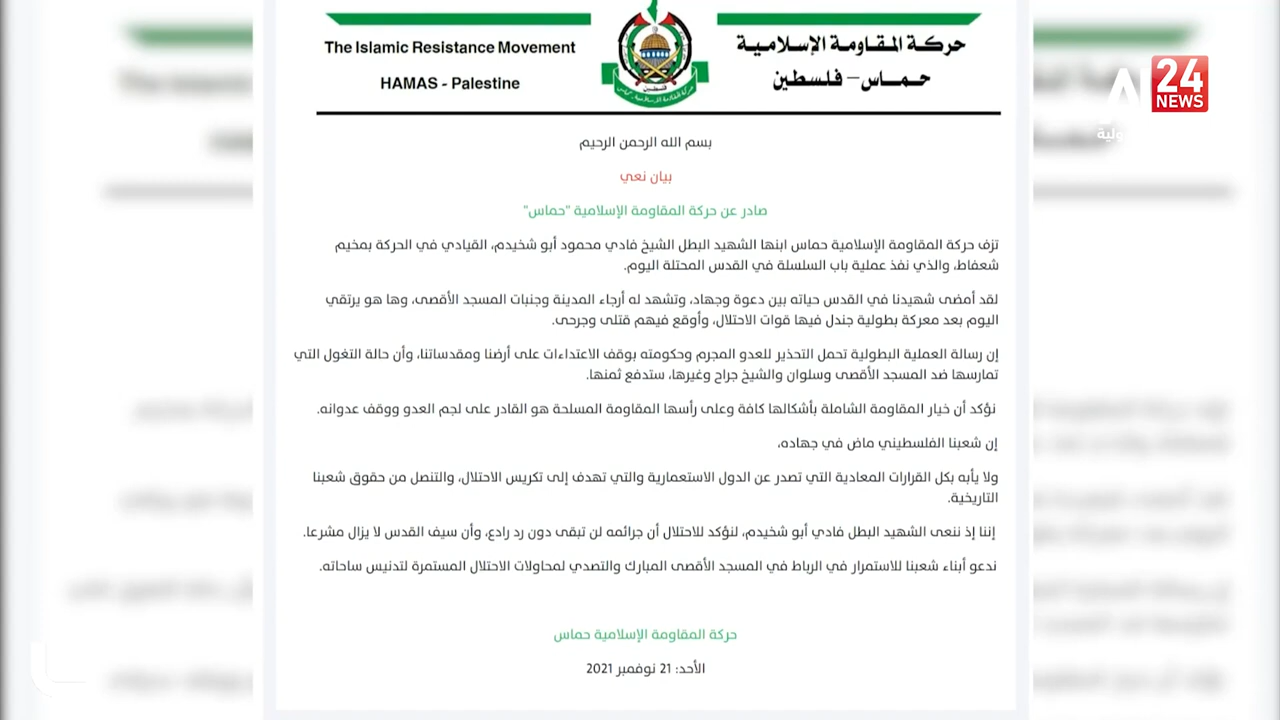 The Islamic Resistance Movement
HAMAS - Palestine
حركة المقاومة الإسلامية
حماس - فلسطين
24
NEWS
بسم الله الرحمن الرحيم
بيان نعي
صادر عن حركة المقاومة الإسلامية "حماس"
تزف حركة المقاومة الإسلامية حماس ابنها الشهيد البطل الشيخ فادي محمود أبو شخيدم، القيادي في الحركة بمخيم
شعفاط، والذي نفذ عملية باب السلسلة في القدس المحتلة اليوم.
لقد أمضى شهيدنا في القدس حياته بين دعوة وجهاد، وتشهد له أرجاء المدينة وجنبات المسجد الأقصى، وها هو يرتقي
اليوم بعد معركة بطولية جندل فيها قوات الاحتلال، وأوقع فيهم قتلى وجرحى.
إن رسالة العملية البطولية تحمل التحذير للعدو المجرم وحكومته بوقف الاعتداءات على أرضنا ومقدساتنا، وأن حالة التغول التي
تمارسها ضد المسجد الأقصى وسلوان والشيخ جراح وغيرها، ستدفع ثمنها.
نؤكد أن خيار المقاومة الشاملة بأشكالها كافة وعلى رأسها المقاومة المسلحة هو القادر على لجم العدو ووقف عدوانه.
إن شعبنا الفلسطيني ماض في جهاده،
ولا يأبه بكل القرارات المعادية التي تصدر عن الدول الاستعمارية والتي تهدف إلى تكريس الاحتلال، والتنصل من حقوق شعبنا
التاريخية.
إننا إذ ننعى الشهيد البطل فادي أبو شخيدم، لنؤكد للاحتلال أن جرائمه لن تبقى دون رد رادع، وأن سيف القدس لا يزال مشرعا.
ندعو أبناء شعبنا للاستمرار في الرباط في المسجد الأقصى المبارك والتصدي لمحاولات الاحتلال المستمرة لتدنيس ساحاته.
حركة المقاومة الإسلامية حماس
الأحد: 21 نوفمبر 2021